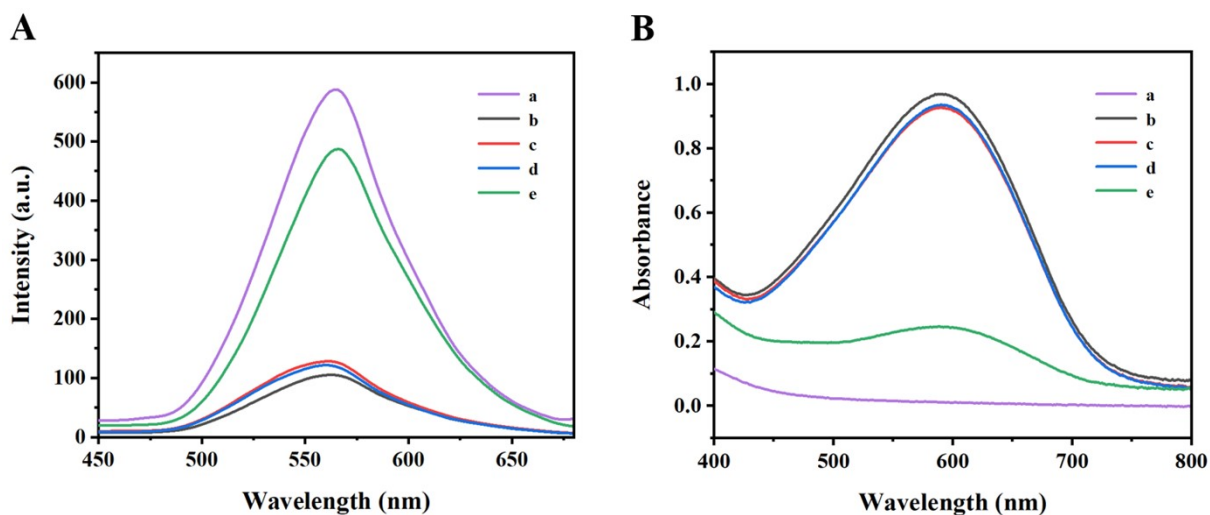 A
Intensity (a.u.)
600
500
400
300
200
100
0
450
500
550
600
650
Wavelength (nm)
a
b
c
d
e
B
Absorbance
1.0
0.8
0.6
0.4
0.2
0.0
400
500
600
700
800
Wavelength (nm)
a
b
c
d
e